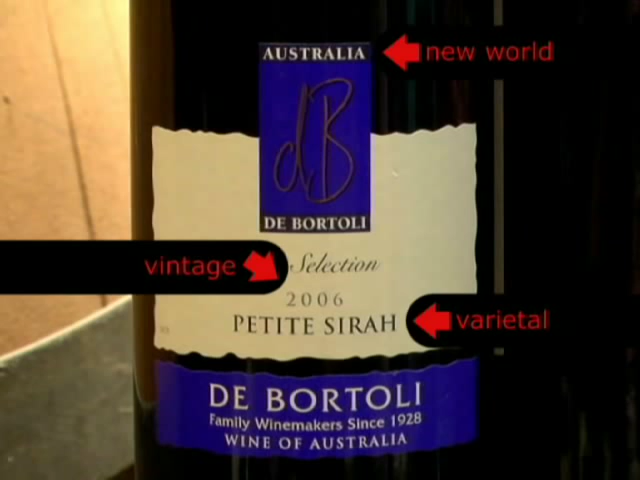 AUSTRALIA
new world
dB
DE BORTOLI
vintage
Selection
2006
PETITE SIRAH
varietal
DE BORTOLI
Family Winemakers Since 1928
WINE OF AUSTRALIA